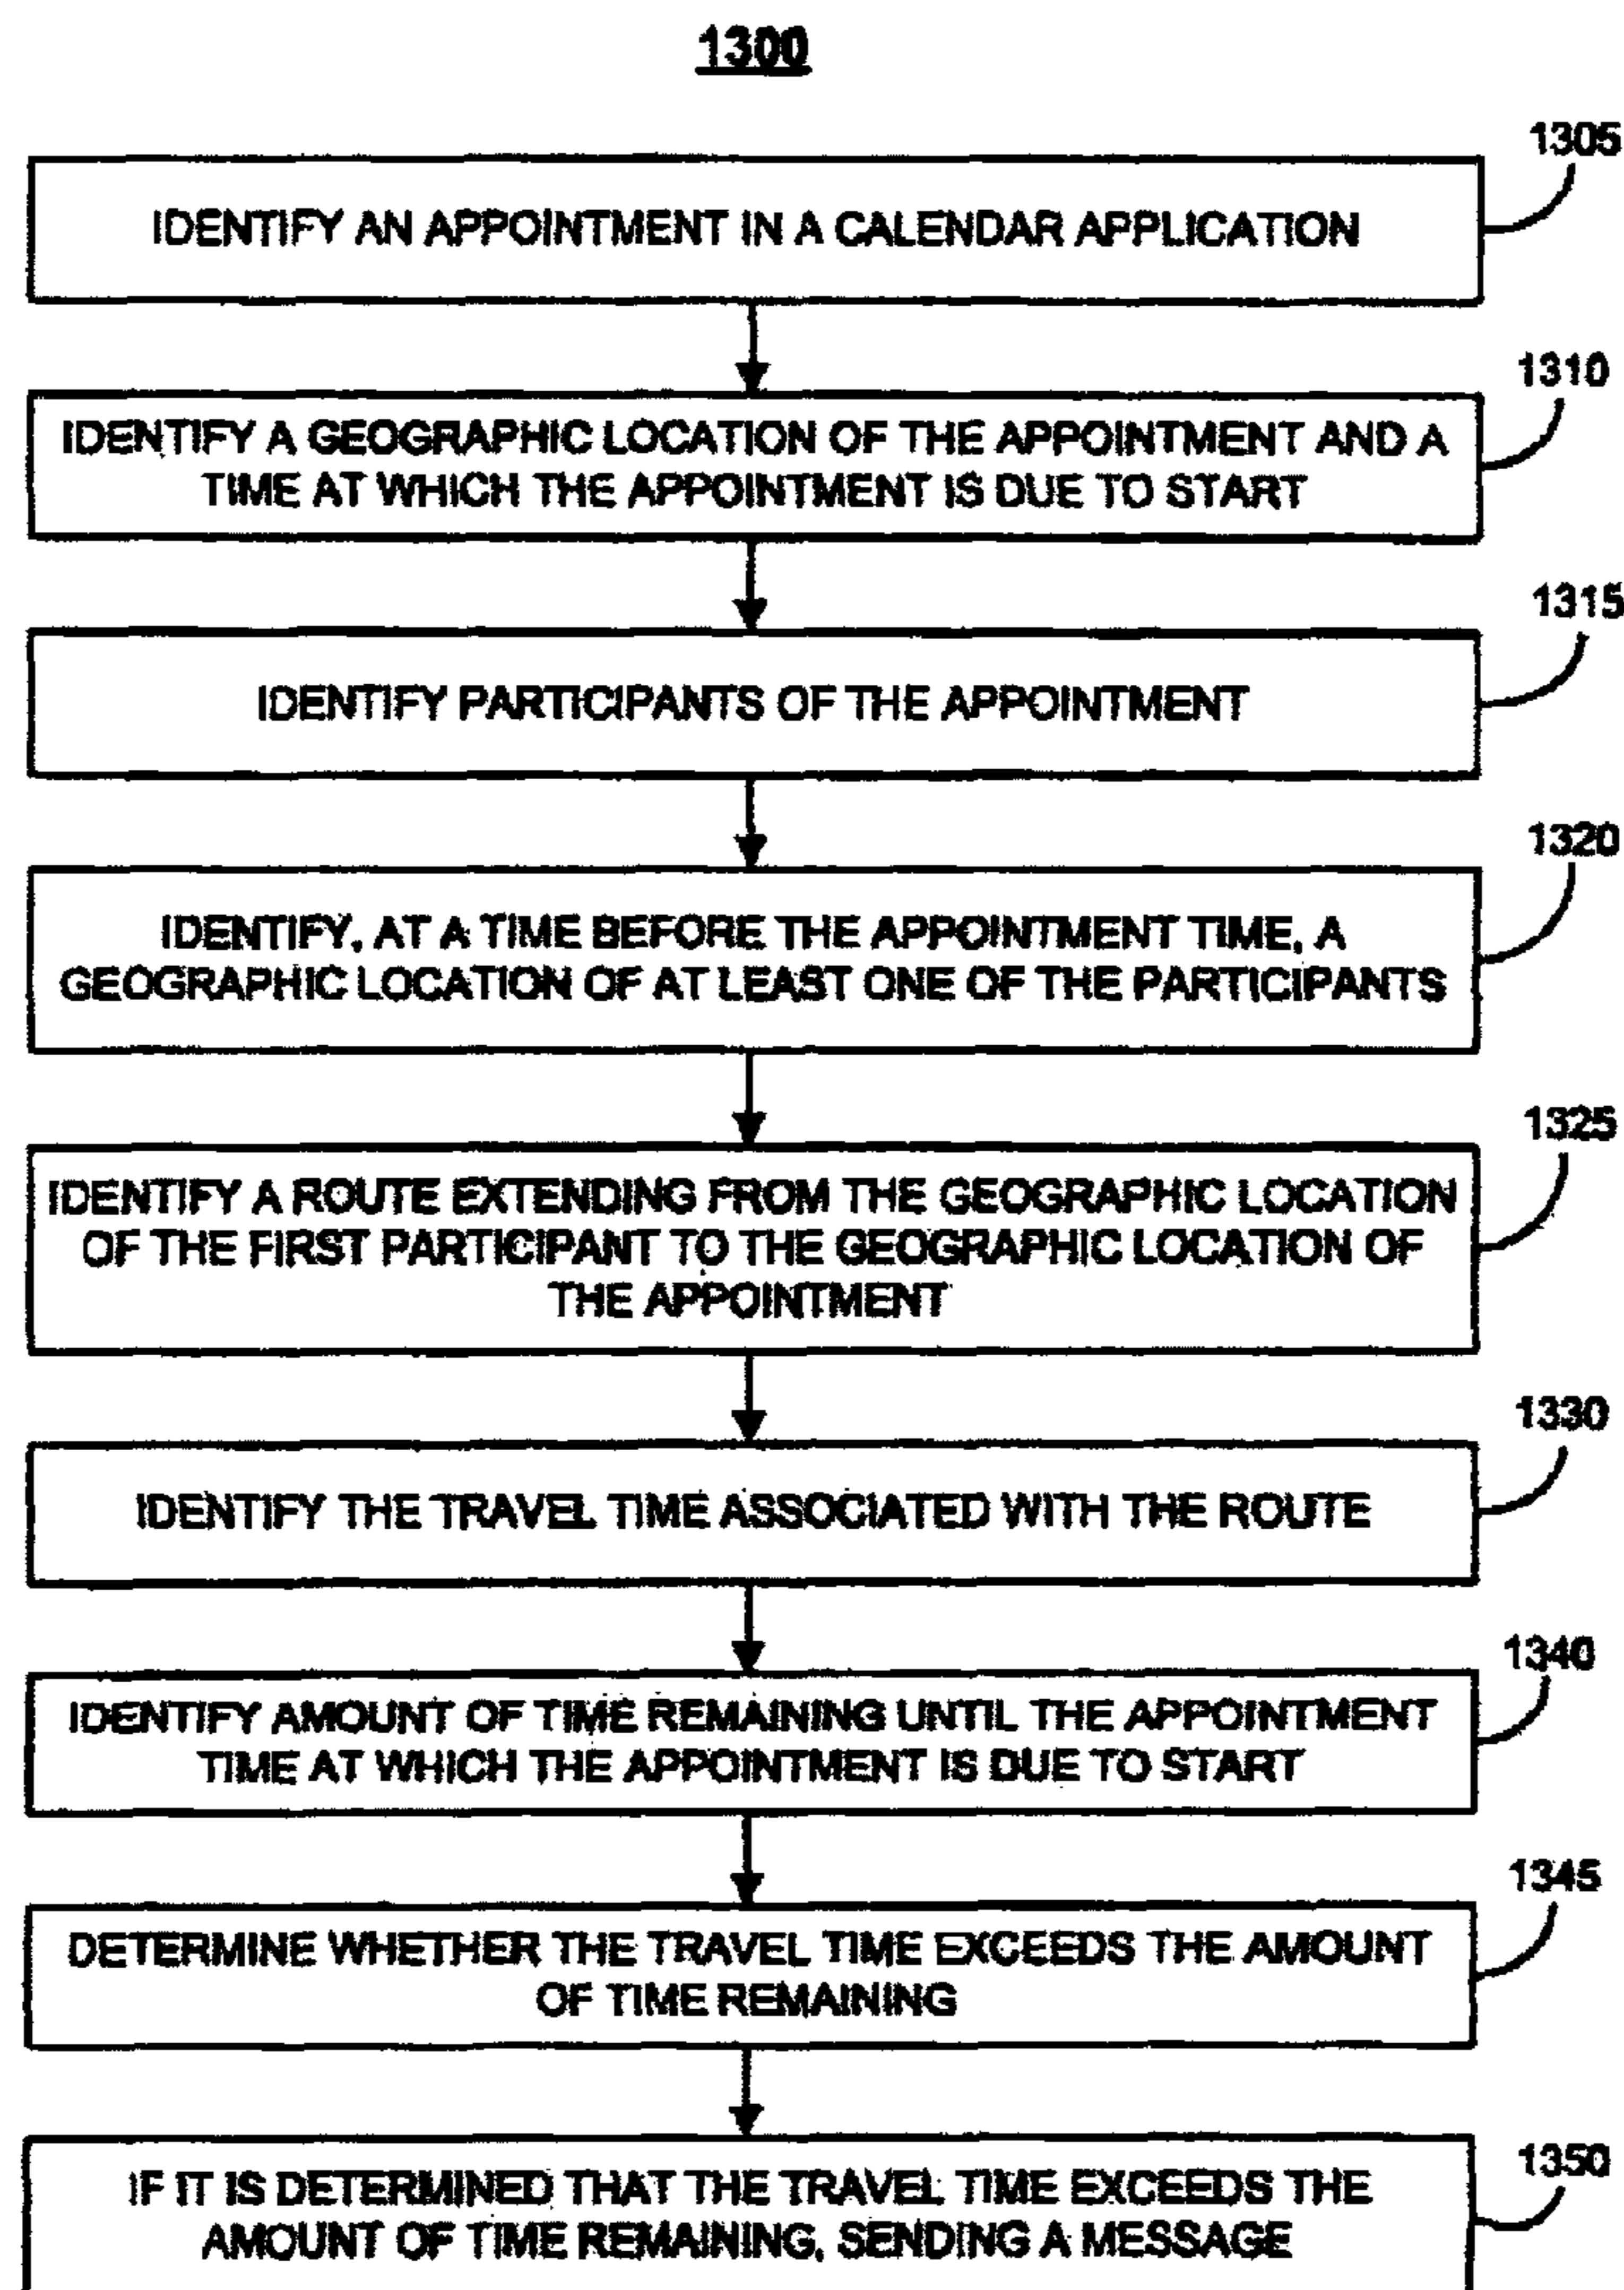 1300
1305
IDENTIFY AN APPOINTMENT IN A CALENDAR APPLICATION
1310
IDENTIFY A GEOGRAPHIC LOCATION OF THE APPOINTMENT AND A
TIME AT WHICH THE APPOINTMENT IS DUE TO START
1315
IDENTIFY PARTICIPANTS OF THE APPOINTMENT
1320
IDENTIFY, AT A TIME BEFORE THE APPOINTMENT TIME, A
GEOGRAPHIC LOCATION OF AT LEAST ONE OF THE PARTICIPANTS
1325
IDENTIFY A ROUTE EXTENDING FROM THE GEOGRAPHIC LOCATION
OF THE FIRST PARTICIPANT TO THE GEOGRAPHIC LOCATION OF
THE APPOINTMENT
1330
IDENTIFY THE TRAVEL TIME ASSOCIATED WITH THE ROUTE
1340
IDENTIFY AMOUNT OF TIME REMAINING UNTIL THE APPOINTMENT
TIME AT WHICH THE APPOINTMENT IS DUE TO START
1345
DETERMINE WHETHER THE TRAVEL TIME EXCEEDS THE AMOUNT
OF TIME REMAINING
1350
IF IT IS DETERMINED THAT THE TRAVEL TIME EXCEEDS THE
AMOUNT OF TIME REMAINING, SENDING A MESSAGE